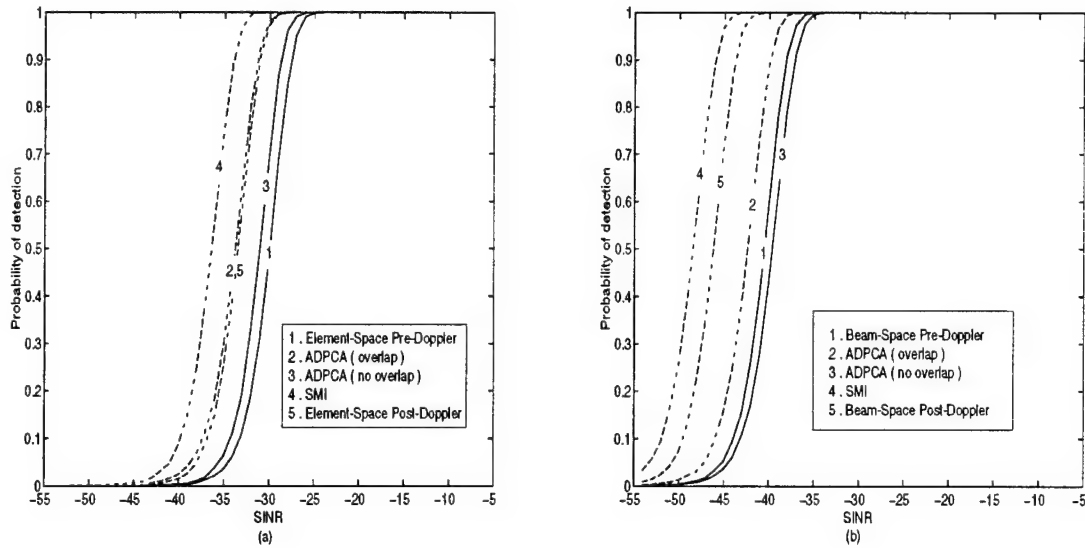 1
0.9
0.8
0.7
0.6
0.5
0.4
0.3
0.2
0.1
0
Probability of detection
4
3
2,5
1
1 . Element-Space Pre-Doppler
2 . ADPCA ( overlap )
3 . ADPCA ( no overlap )
4 . SMI
5 . Element-Space Post-Doppler
-55 -50 -45 -40 -35 -30 -25 -20 -15 -10 -5
SINR
(a)
1
0.9
0.8
0.7
0.6
0.5
0.4
0.3
0.2
0.1
0
Probability of detection
4
5
2
3
1
1 . Beam-Space Pre-Doppler
2 . ADPCA ( overlap )
3 . ADPCA ( no overlap )
4 . SMI
5 . Beam-Space Post-Doppler
-55 -50 -45 -40 -35 -30 -25 -20 -15 -10 -5
SINR
(b)